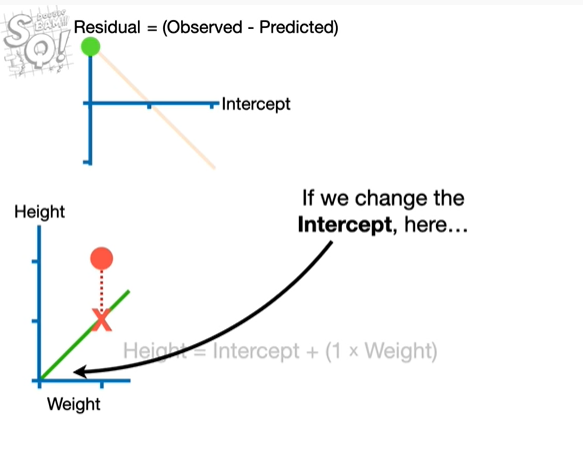 Residual = (Observed - Predicted)
Intercept
If we change the
Intercept, here...
Height
Height = Intercept + (1 × Weight)
Weight